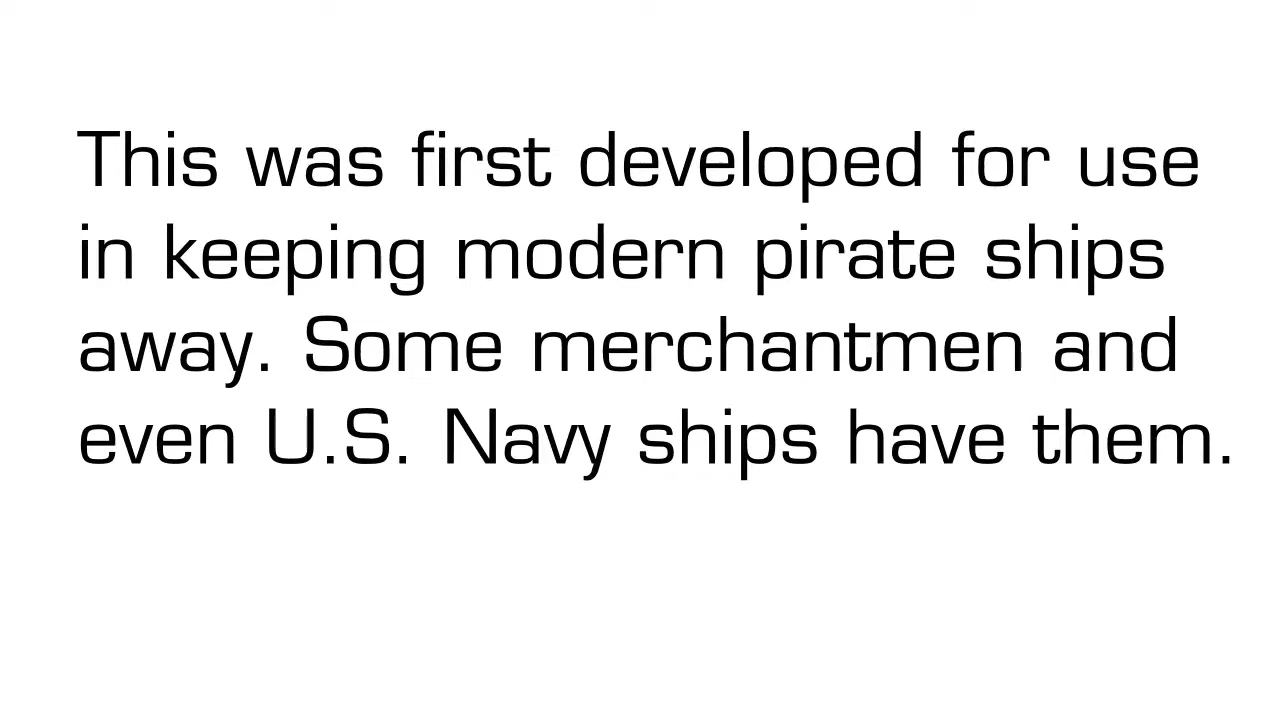 This was first developed for use
in keeping modern pirate ships
away. Some merchantmen and
even U.S. Navy ships have them.